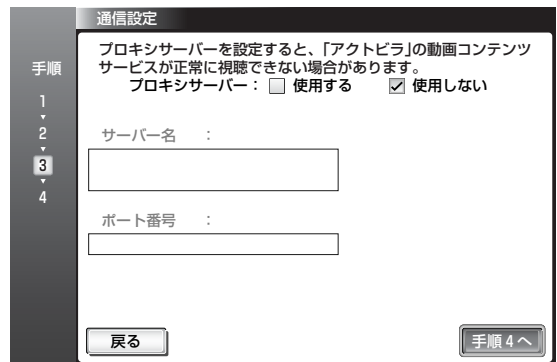 通信設定
手順
1
2
3
4
プロキシサーバーを設定すると、「アクトビラ」の動画コンテンツ
サービスが正常に視聴できない場合があります。
プロキシサーバー： 使用する 使用しない
サーバー名 ：
ポート番号 ：
戻る
手順 4 へ